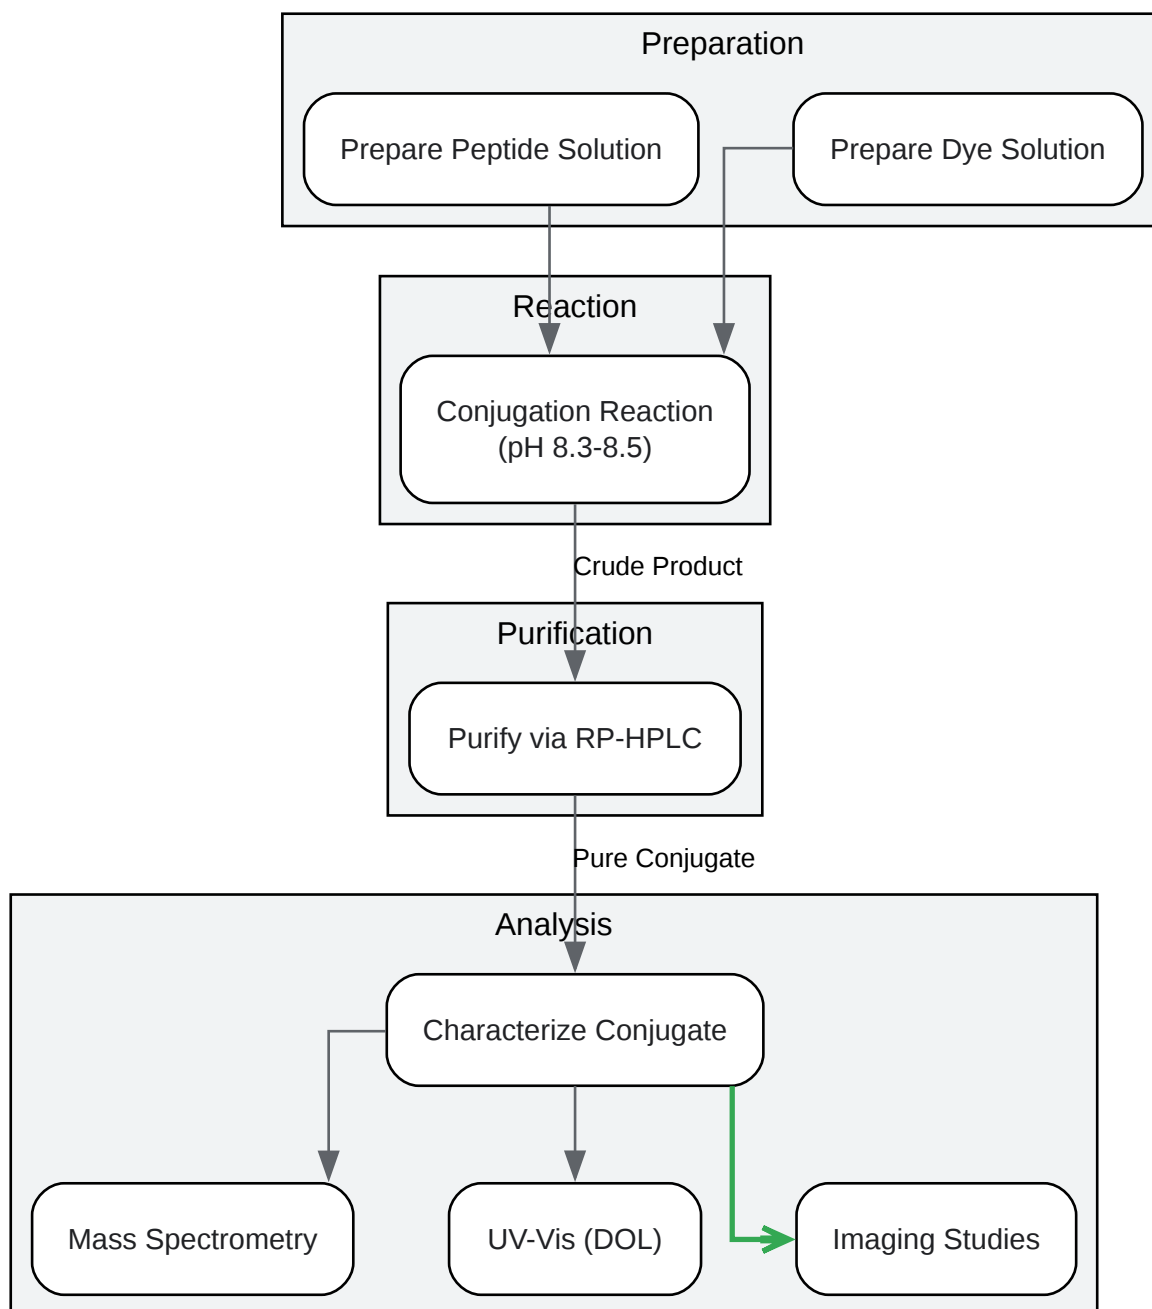 Preparation
Prepare Peptide Solution
Prepare Dye Solution
Reaction
Conjugation Reaction
(pH 8.3-8.5)
Crude Product
Purification
Purify via RP-HPLC
Pure Conjugate
Analysis
Characterize Conjugate
Mass Spectrometry
UV-Vis (DOL)
Imaging Studies